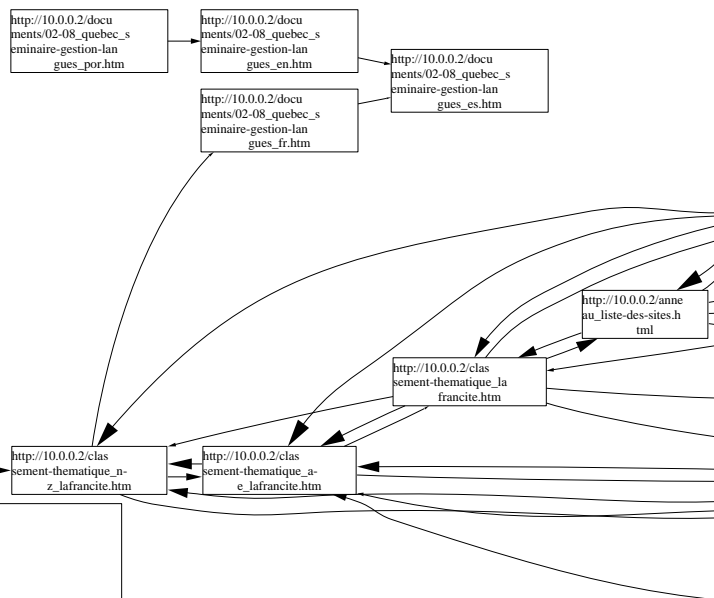 http://10.0.0.2/docu
ments/02-08_quebec_s
eminaire-gestion-lan
gues_por.htm
http://10.0.0.2/docu
ments/02-08_quebec_s
eminaire-gestion-lan
gues_en.htm
http://10.0.0.2/docu
ments/02-08_quebec_s
eminaire-gestion-lan
gues_es.htm
http://10.0.0.2/docu
ments/02-08_quebec_s
eminaire-gestion-lan
gues_fr.htm
http://10.0.0.2/anne
au_liste-des-sites.h
tml
http://10.0.0.2/clas
sement-thematique_la
francite.htm
http://10.0.0.2/clas
sement-thematique_n-
z_lafrancite.htm
http://10.0.0.2/clas
sement-thematique_a-
e_lafrancite.htm